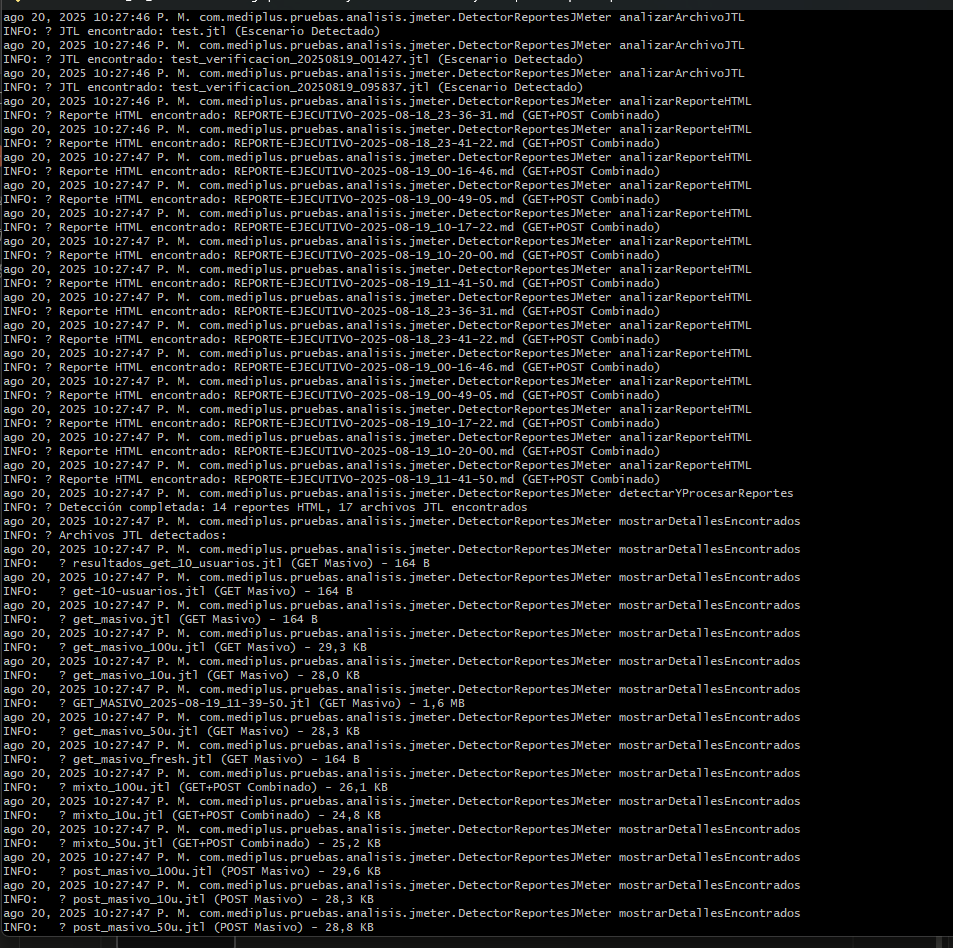 ago 20, 2025 10:27:46 P. M. com.mediplus.pruebas.analisis.jmeter.DetectorReportesJMeter analizarArchivoJTL
INFO: ? JTL encontrado: test.jtl (Escenario Detectado)
ago 20, 2025 10:27:46 P. M. com.mediplus.pruebas.analisis.jmeter.DetectorReportesJMeter analizarArchivoJTL
INFO: ? JTL encontrado: test_verificacion_20250819_001427.jtl (Escenario Detectado)
ago 20, 2025 10:27:46 P. M. com.mediplus.pruebas.analisis.jmeter.DetectorReportesJMeter analizarArchivoJTL
INFO: ? JTL encontrado: test_verificacion_20250819_095837.jtl (Escenario Detectado)
ago 20, 2025 10:27:46 P. M. com.mediplus.pruebas.analisis.jmeter.DetectorReportesJMeter analizarReporteHTML
INFO: ? Reporte HTML encontrado: REPORTE-EJECUTIVO-2025-08-18_23-36-31.md (GET+POST Combinado)
ago 20, 2025 10:27:46 P. M. com.mediplus.pruebas.analisis.jmeter.DetectorReportesJMeter analizarReporteHTML
INFO: ? Reporte HTML encontrado: REPORTE-EJECUTIVO-2025-08-18_23-41-22.md (GET+POST Combinado)
ago 20, 2025 10:27:47 P. M. com.mediplus.pruebas.analisis.jmeter.DetectorReportesJMeter analizarReporteHTML
INFO: ? Reporte HTML encontrado: REPORTE-EJECUTIVO-2025-08-19_00-16-46.md (GET+POST Combinado)
ago 20, 2025 10:27:47 P. M. com.mediplus.pruebas.analisis.jmeter.DetectorReportesJMeter analizarReporteHTML
INFO: ? Reporte HTML encontrado: REPORTE-EJECUTIVO-2025-08-19_00-49-05.md (GET+POST Combinado)
ago 20, 2025 10:27:47 P. M. com.mediplus.pruebas.analisis.jmeter.DetectorReportesJMeter analizarReporteHTML
INFO: ? Reporte HTML encontrado: REPORTE-EJECUTIVO-2025-08-19_10-17-22.md (GET+POST Combinado)
ago 20, 2025 10:27:47 P. M. com.mediplus.pruebas.analisis.jmeter.DetectorReportesJMeter analizarReporteHTML
INFO: ? Reporte HTML encontrado: REPORTE-EJECUTIVO-2025-08-19_10-20-00.md (GET+POST Combinado)
ago 20, 2025 10:27:47 P. M. com.mediplus.pruebas.analisis.jmeter.DetectorReportesJMeter analizarReporteHTML
INFO: ? Reporte HTML encontrado: REPORTE-EJECUTIVO-2025-08-19_11-41-50.md (GET+POST Combinado)
ago 20, 2025 10:27:47 P. M. com.mediplus.pruebas.analisis.jmeter.DetectorReportesJMeter analizarReporteHTML
INFO: ? Reporte HTML encontrado: REPORTE-EJECUTIVO-2025-08-18_23-36-31.md (GET+POST Combinado)
ago 20, 2025 10:27:47 P. M. com.mediplus.pruebas.analisis.jmeter.DetectorReportesJMeter analizarReporteHTML
INFO: ? Reporte HTML encontrado: REPORTE-EJECUTIVO-2025-08-18_23-41-22.md (GET+POST Combinado)
ago 20, 2025 10:27:47 P. M. com.mediplus.pruebas.analisis.jmeter.DetectorReportesJMeter analizarReporteHTML
INFO: ? Reporte HTML encontrado: REPORTE-EJECUTIVO-2025-08-19_00-16-46.md (GET+POST Combinado)
ago 20, 2025 10:27:47 P. M. com.mediplus.pruebas.analisis.jmeter.DetectorReportesJMeter analizarReporteHTML
INFO: ? Reporte HTML encontrado: REPORTE-EJECUTIVO-2025-08-19_00-49-05.md (GET+POST Combinado)
ago 20, 2025 10:27:47 P. M. com.mediplus.pruebas.analisis.jmeter.DetectorReportesJMeter analizarReporteHTML
INFO: ? Reporte HTML encontrado: REPORTE-EJECUTIVO-2025-08-19_10-17-22.md (GET+POST Combinado)
ago 20, 2025 10:27:47 P. M. com.mediplus.pruebas.analisis.jmeter.DetectorReportesJMeter analizarReporteHTML
INFO: ? Reporte HTML encontrado: REPORTE-EJECUTIVO-2025-08-19_10-20-00.md (GET+POST Combinado)
ago 20, 2025 10:27:47 P. M. com.mediplus.pruebas.analisis.jmeter.DetectorReportesJMeter analizarReporteHTML
INFO: ? Reporte HTML encontrado: REPORTE-EJECUTIVO-2025-08-19_11-41-50.md (GET+POST Combinado)
ago 20, 2025 10:27:47 P. M. com.mediplus.pruebas.analisis.jmeter.DetectorReportesJMeter detectarYProcesarReportes
INFO: ? Detección completada: 14 reportes HTML, 17 archivos JTL encontrados
ago 20, 2025 10:27:47 P. M. com.mediplus.pruebas.analisis.jmeter.DetectorReportesJMeter mostrarDetallesEncontrados
INFO: ? Archivos JTL detectados:
ago 20, 2025 10:27:47 P. M. com.mediplus.pruebas.analisis.jmeter.DetectorReportesJMeter mostrarDetallesEncontrados
INFO:   ? resultados_get_10_usuarios.jtl (GET Masivo) - 164 B
ago 20, 2025 10:27:47 P. M. com.mediplus.pruebas.analisis.jmeter.DetectorReportesJMeter mostrarDetallesEncontrados
INFO:   ? get-10-usuarios.jtl (GET Masivo) - 164 B
ago 20, 2025 10:27:47 P. M. com.mediplus.pruebas.analisis.jmeter.DetectorReportesJMeter mostrarDetallesEncontrados
INFO:   ? get_masivo.jtl (GET Masivo) - 164 B
ago 20, 2025 10:27:47 P. M. com.mediplus.pruebas.analisis.jmeter.DetectorReportesJMeter mostrarDetallesEncontrados
INFO:   ? get_masivo_100u.jtl (GET Masivo) - 29,3 KB
ago 20, 2025 10:27:47 P. M. com.mediplus.pruebas.analisis.jmeter.DetectorReportesJMeter mostrarDetallesEncontrados
INFO:   ? get_masivo_10u.jtl (GET Masivo) - 28,0 KB
ago 20, 2025 10:27:47 P. M. com.mediplus.pruebas.analisis.jmeter.DetectorReportesJMeter mostrarDetallesEncontrados
INFO:   ? GET_MASIVO_2025-08-19_11-39-50.jtl (GET Masivo) - 1,6 MB
ago 20, 2025 10:27:47 P. M. com.mediplus.pruebas.analisis.jmeter.DetectorReportesJMeter mostrarDetallesEncontrados
INFO:   ? get_masivo_50u.jtl (GET Masivo) - 28,3 KB
ago 20, 2025 10:27:47 P. M. com.mediplus.pruebas.analisis.jmeter.DetectorReportesJMeter mostrarDetallesEncontrados
INFO:   ? get_masivo_fresh.jtl (GET Masivo) - 164 B
ago 20, 2025 10:27:47 P. M. com.mediplus.pruebas.analisis.jmeter.DetectorReportesJMeter mostrarDetallesEncontrados
INFO:   ? mixto_100u.jtl (GET+POST Combinado) - 26,1 KB
ago 20, 2025 10:27:47 P. M. com.mediplus.pruebas.analisis.jmeter.DetectorReportesJMeter mostrarDetallesEncontrados
INFO:   ? mixto_10u.jtl (GET+POST Combinado) - 24,8 KB
ago 20, 2025 10:27:47 P. M. com.mediplus.pruebas.analisis.jmeter.DetectorReportesJMeter mostrarDetallesEncontrados
INFO:   ? mixto_50u.jtl (GET+POST Combinado) - 25,2 KB
ago 20, 2025 10:27:47 P. M. com.mediplus.pruebas.analisis.jmeter.DetectorReportesJMeter mostrarDetallesEncontrados
INFO:   ? post_masivo_100u.jtl (POST Masivo) - 29,6 KB
ago 20, 2025 10:27:47 P. M. com.mediplus.pruebas.analisis.jmeter.DetectorReportesJMeter mostrarDetallesEncontrados
INFO:   ? post_masivo_10u.jtl (POST Masivo) - 28,3 KB
ago 20, 2025 10:27:47 P. M. com.mediplus.pruebas.analisis.jmeter.DetectorReportesJMeter mostrarDetallesEncontrados
INFO:   ? post_masivo_50u.jtl (POST Masivo) - 28,8 KB